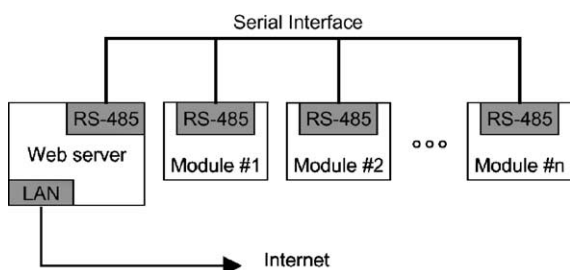 Serial Interface
RS-485 RS-485 RS-485 RS-485
Web server Module #1 Module #2 Module #n
LAN
Internet